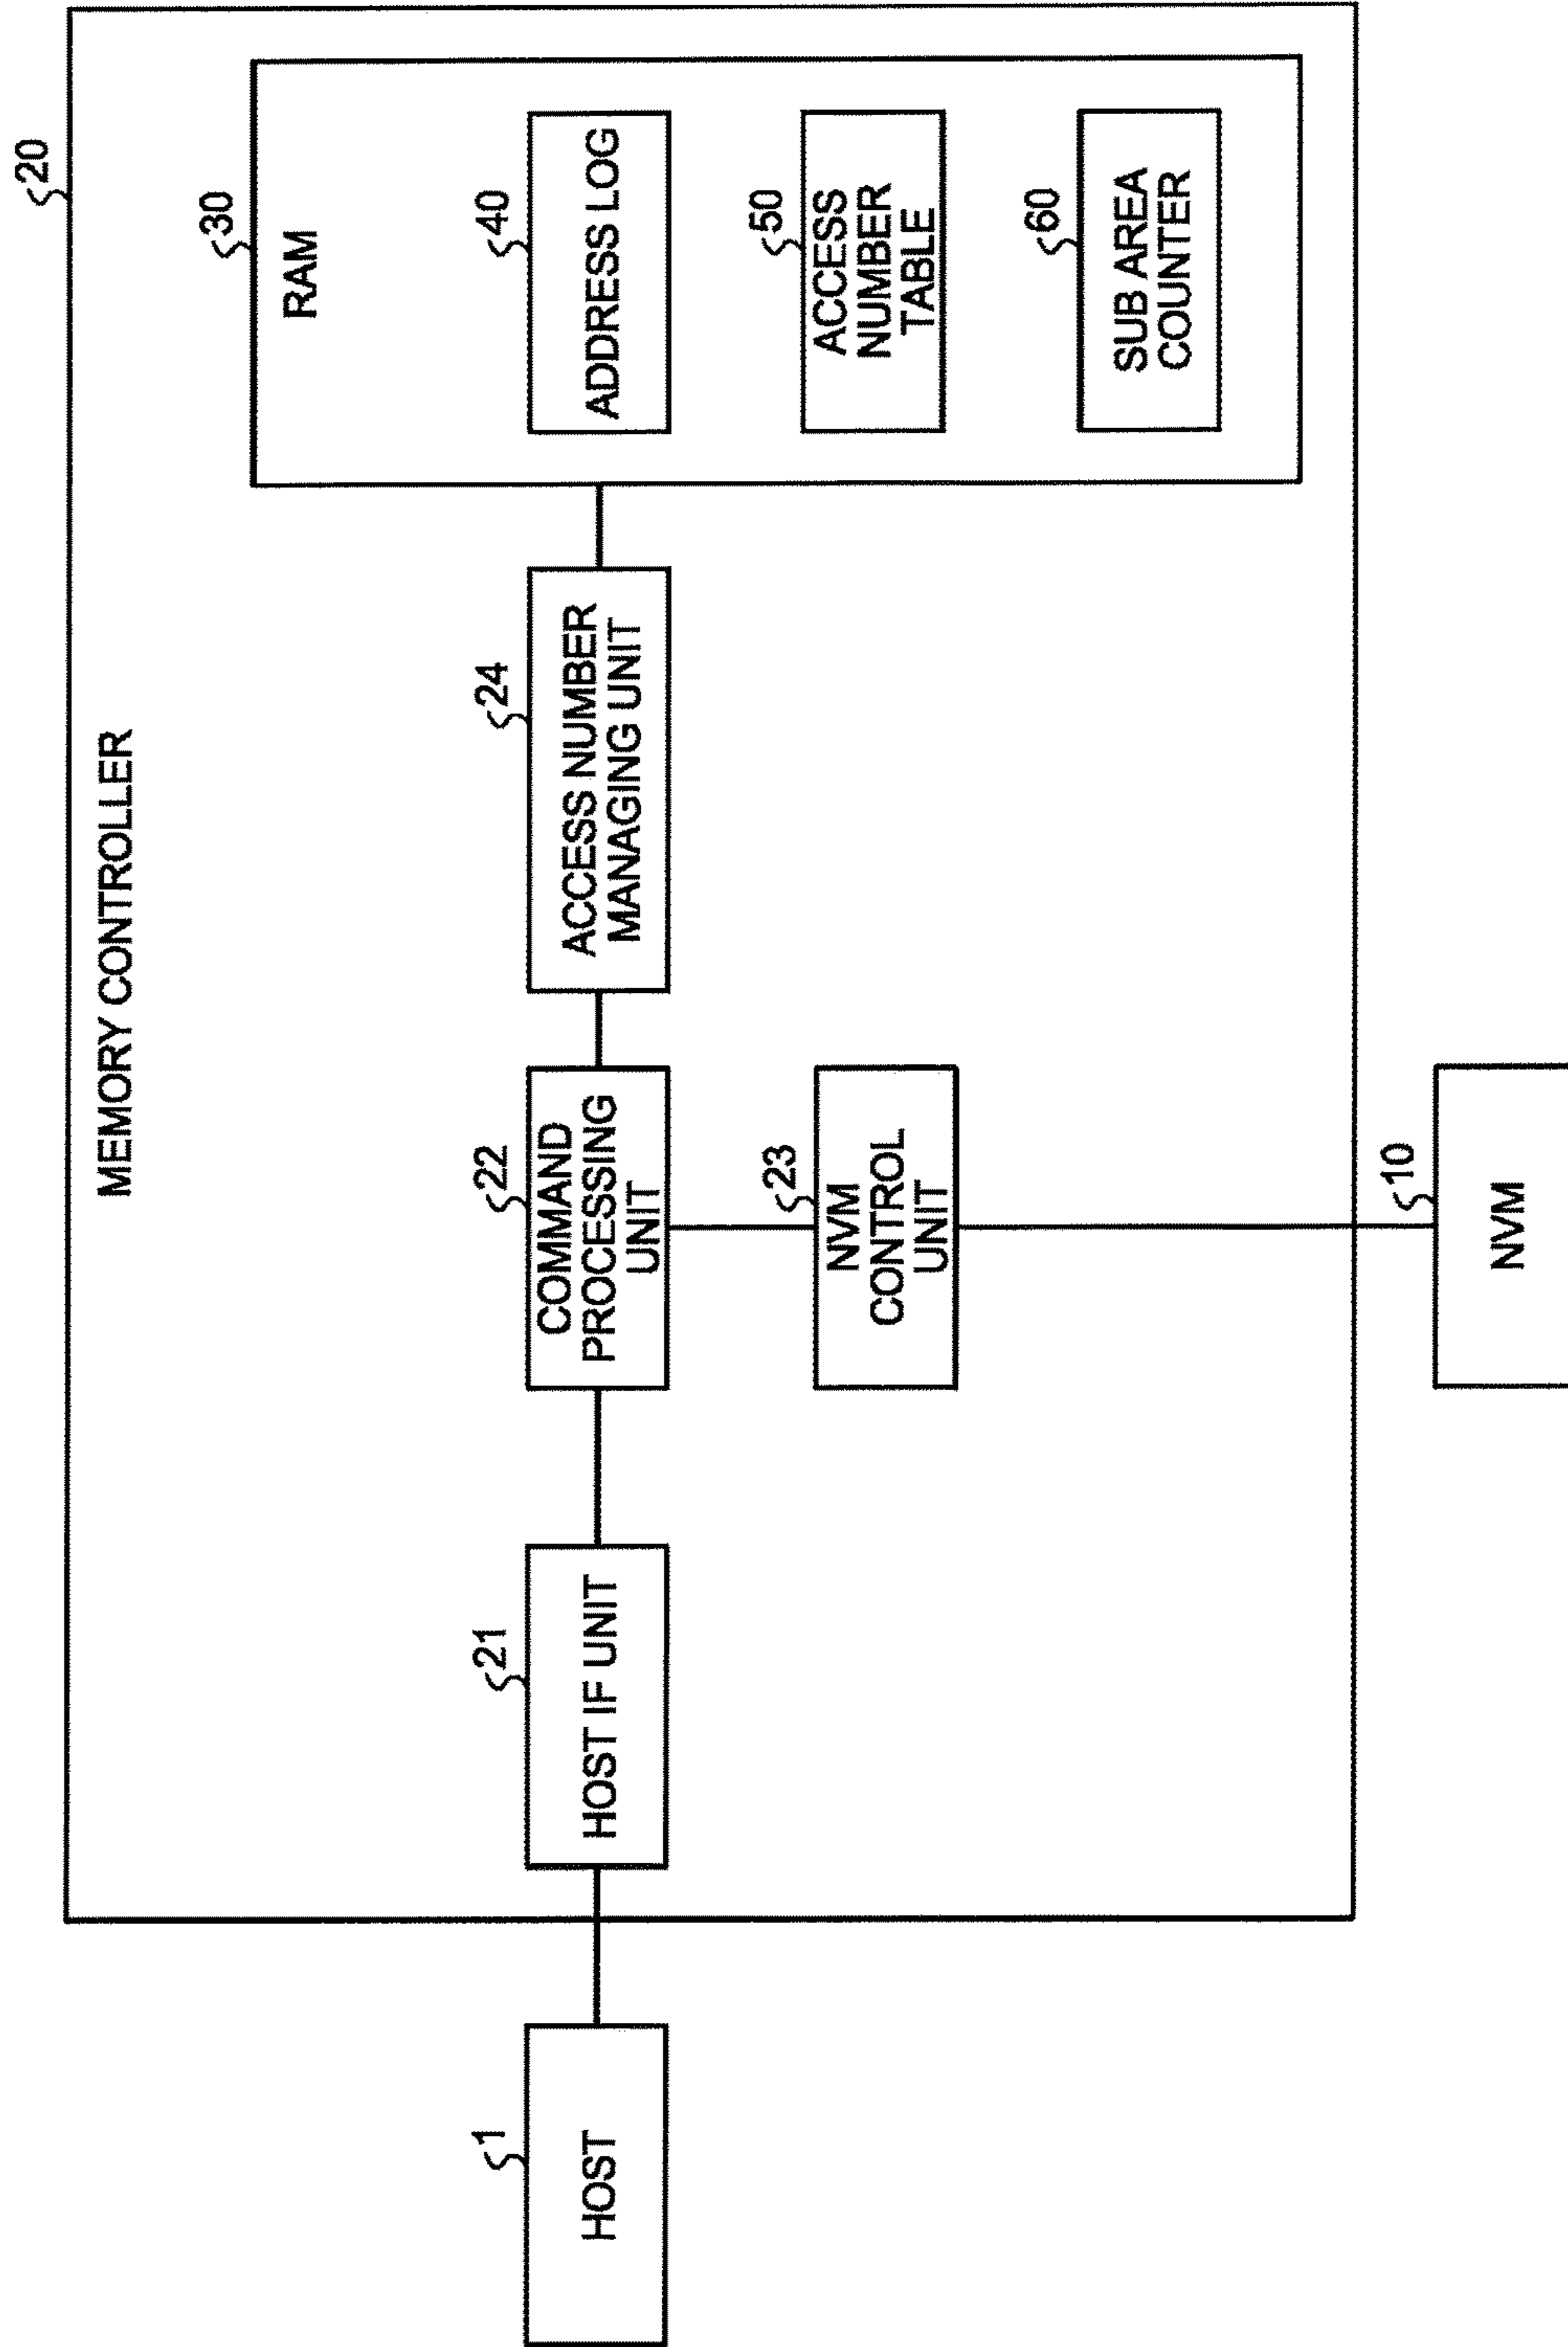 20
MEMORY CONTROLLER
30
RAM
1
HOST
21
HOST IF UNIT
22
COMMAND
PROCESSING
UNIT
24
ACCESS NUMBER
MANAGING UNIT
40
ADDRESS LOG
23
NVM
CONTROL
UNIT
50
ACCESS
NUMBER
TABLE
60
SUB AREA
COUNTER
10
NVM